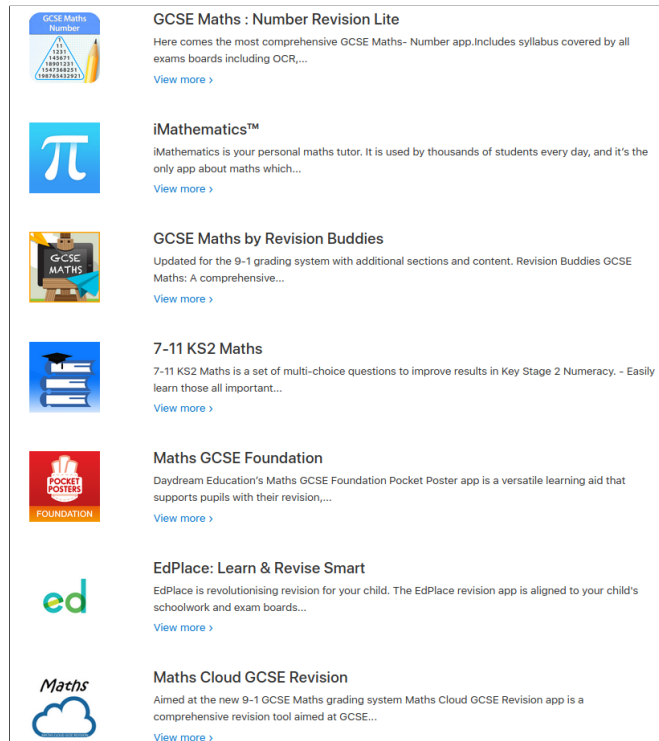 GCSE Maths
Number
1
11
1231
145671
18901231
1547368251
198765432921
GCSE Maths : Number Revision Lite
Here comes the most comprehensive GCSE Maths- Number app.Includes syllabus covered by all
exams boards including OCR,...
View more ›
π
iMathematics™
iMathematics is your personal maths tutor. It is used by thousands of students every day, and it's the
only app about maths which...
View more ›
GCSE
MATHS
GCSE Maths by Revision Buddies
Updated for the 9-1 grading system with additional sections and content. Revision Buddies GCSE
Maths: A comprehensive...
View more ›
7-11 KS2 Maths
7-11 KS2 Maths is a set of multi-choice questions to improve results in Key Stage 2 Numeracy. - Easily
learn those all important...
View more ›
POCKET
POSTERS
FOUNDATION
Maths GCSE Foundation
Daydream Education's Maths GCSE Foundation Pocket Poster app is a versatile learning aid that
supports pupils with their revision,...
View more ›
ed
EdPlace: Learn & Revise Smart
EdPlace is revolutionising revision for your child. The EdPlace revision app is aligned to your child's
schoolwork and exam boards...
View more ›
Maths
Maths Cloud GCSE Revision
Aimed at the new 9-1 GCSE Maths grading system Maths Cloud GCSE Revision app is a
comprehensive revision tool aimed at GCSE...
View more ›